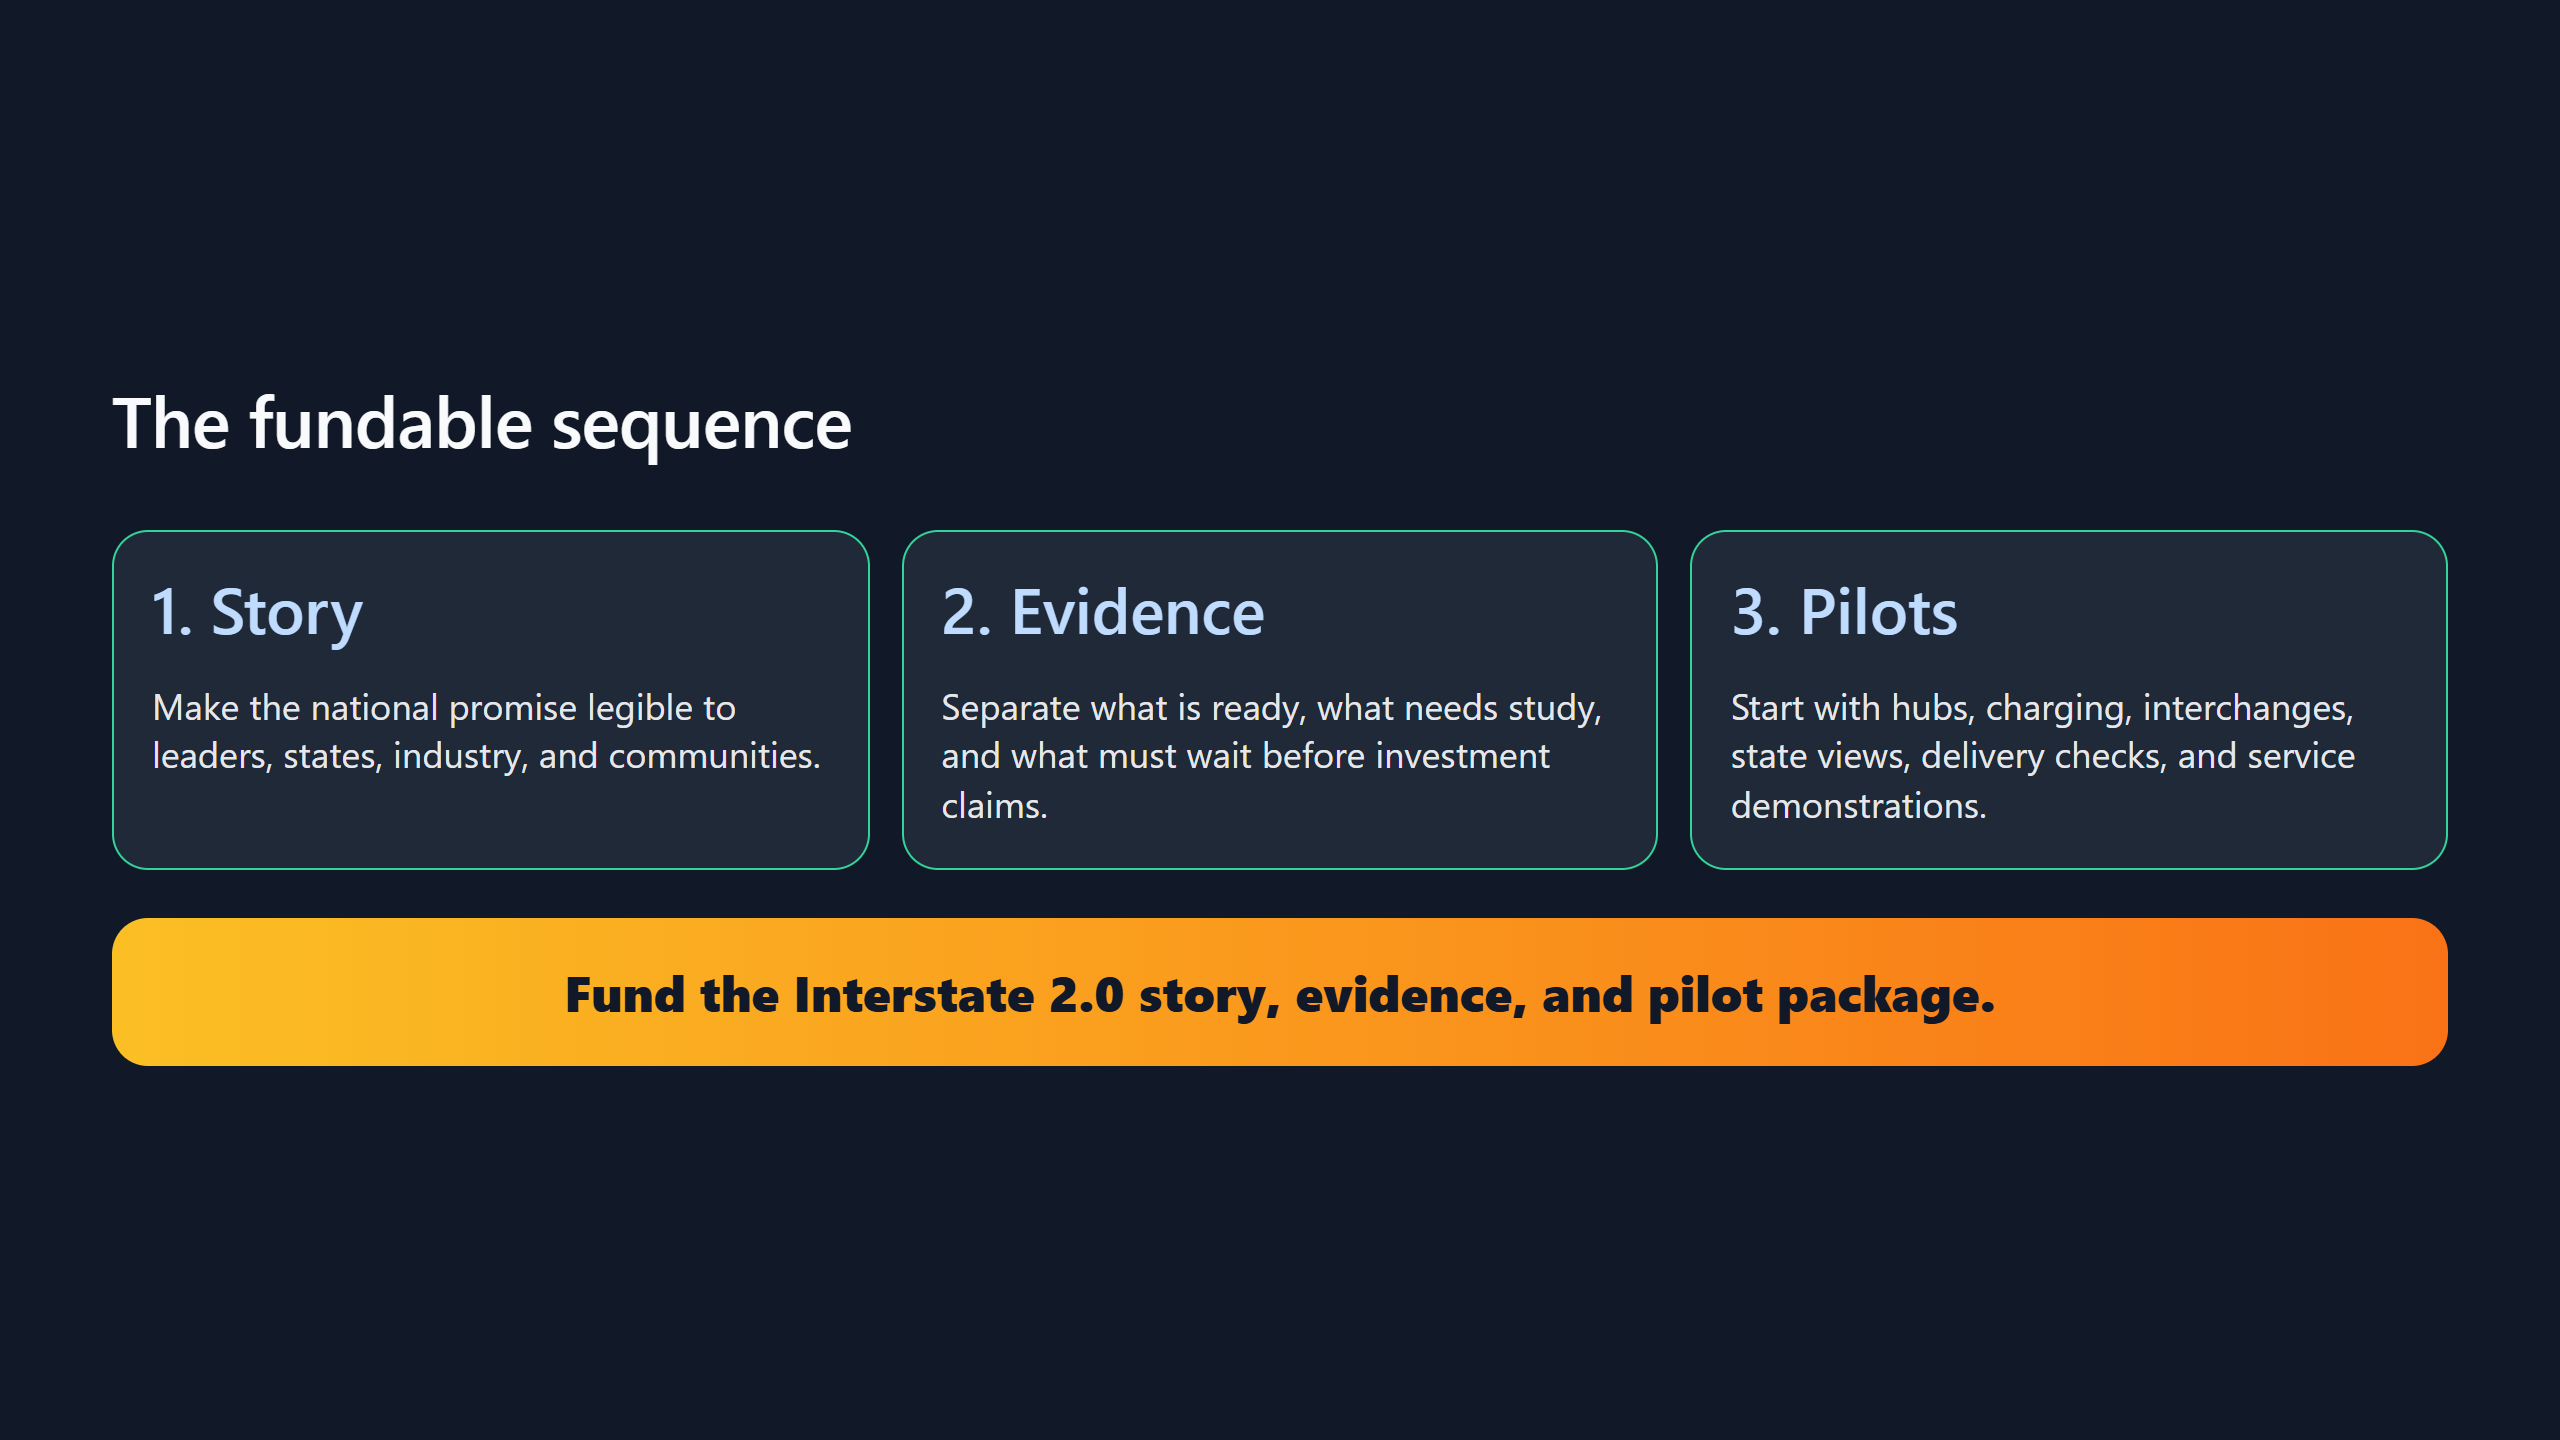 The fundable sequence
1. Story
Make the national promise legible to
leaders, states, industry, and communities.
2. Evidence
Separate what is ready, what needs study,
and what must wait before investment
claims.
3. Pilots
Start with hubs, charging, interchanges,
state views, delivery checks, and service
demonstrations.
Fund the Interstate 2.0 story, evidence, and pilot package.